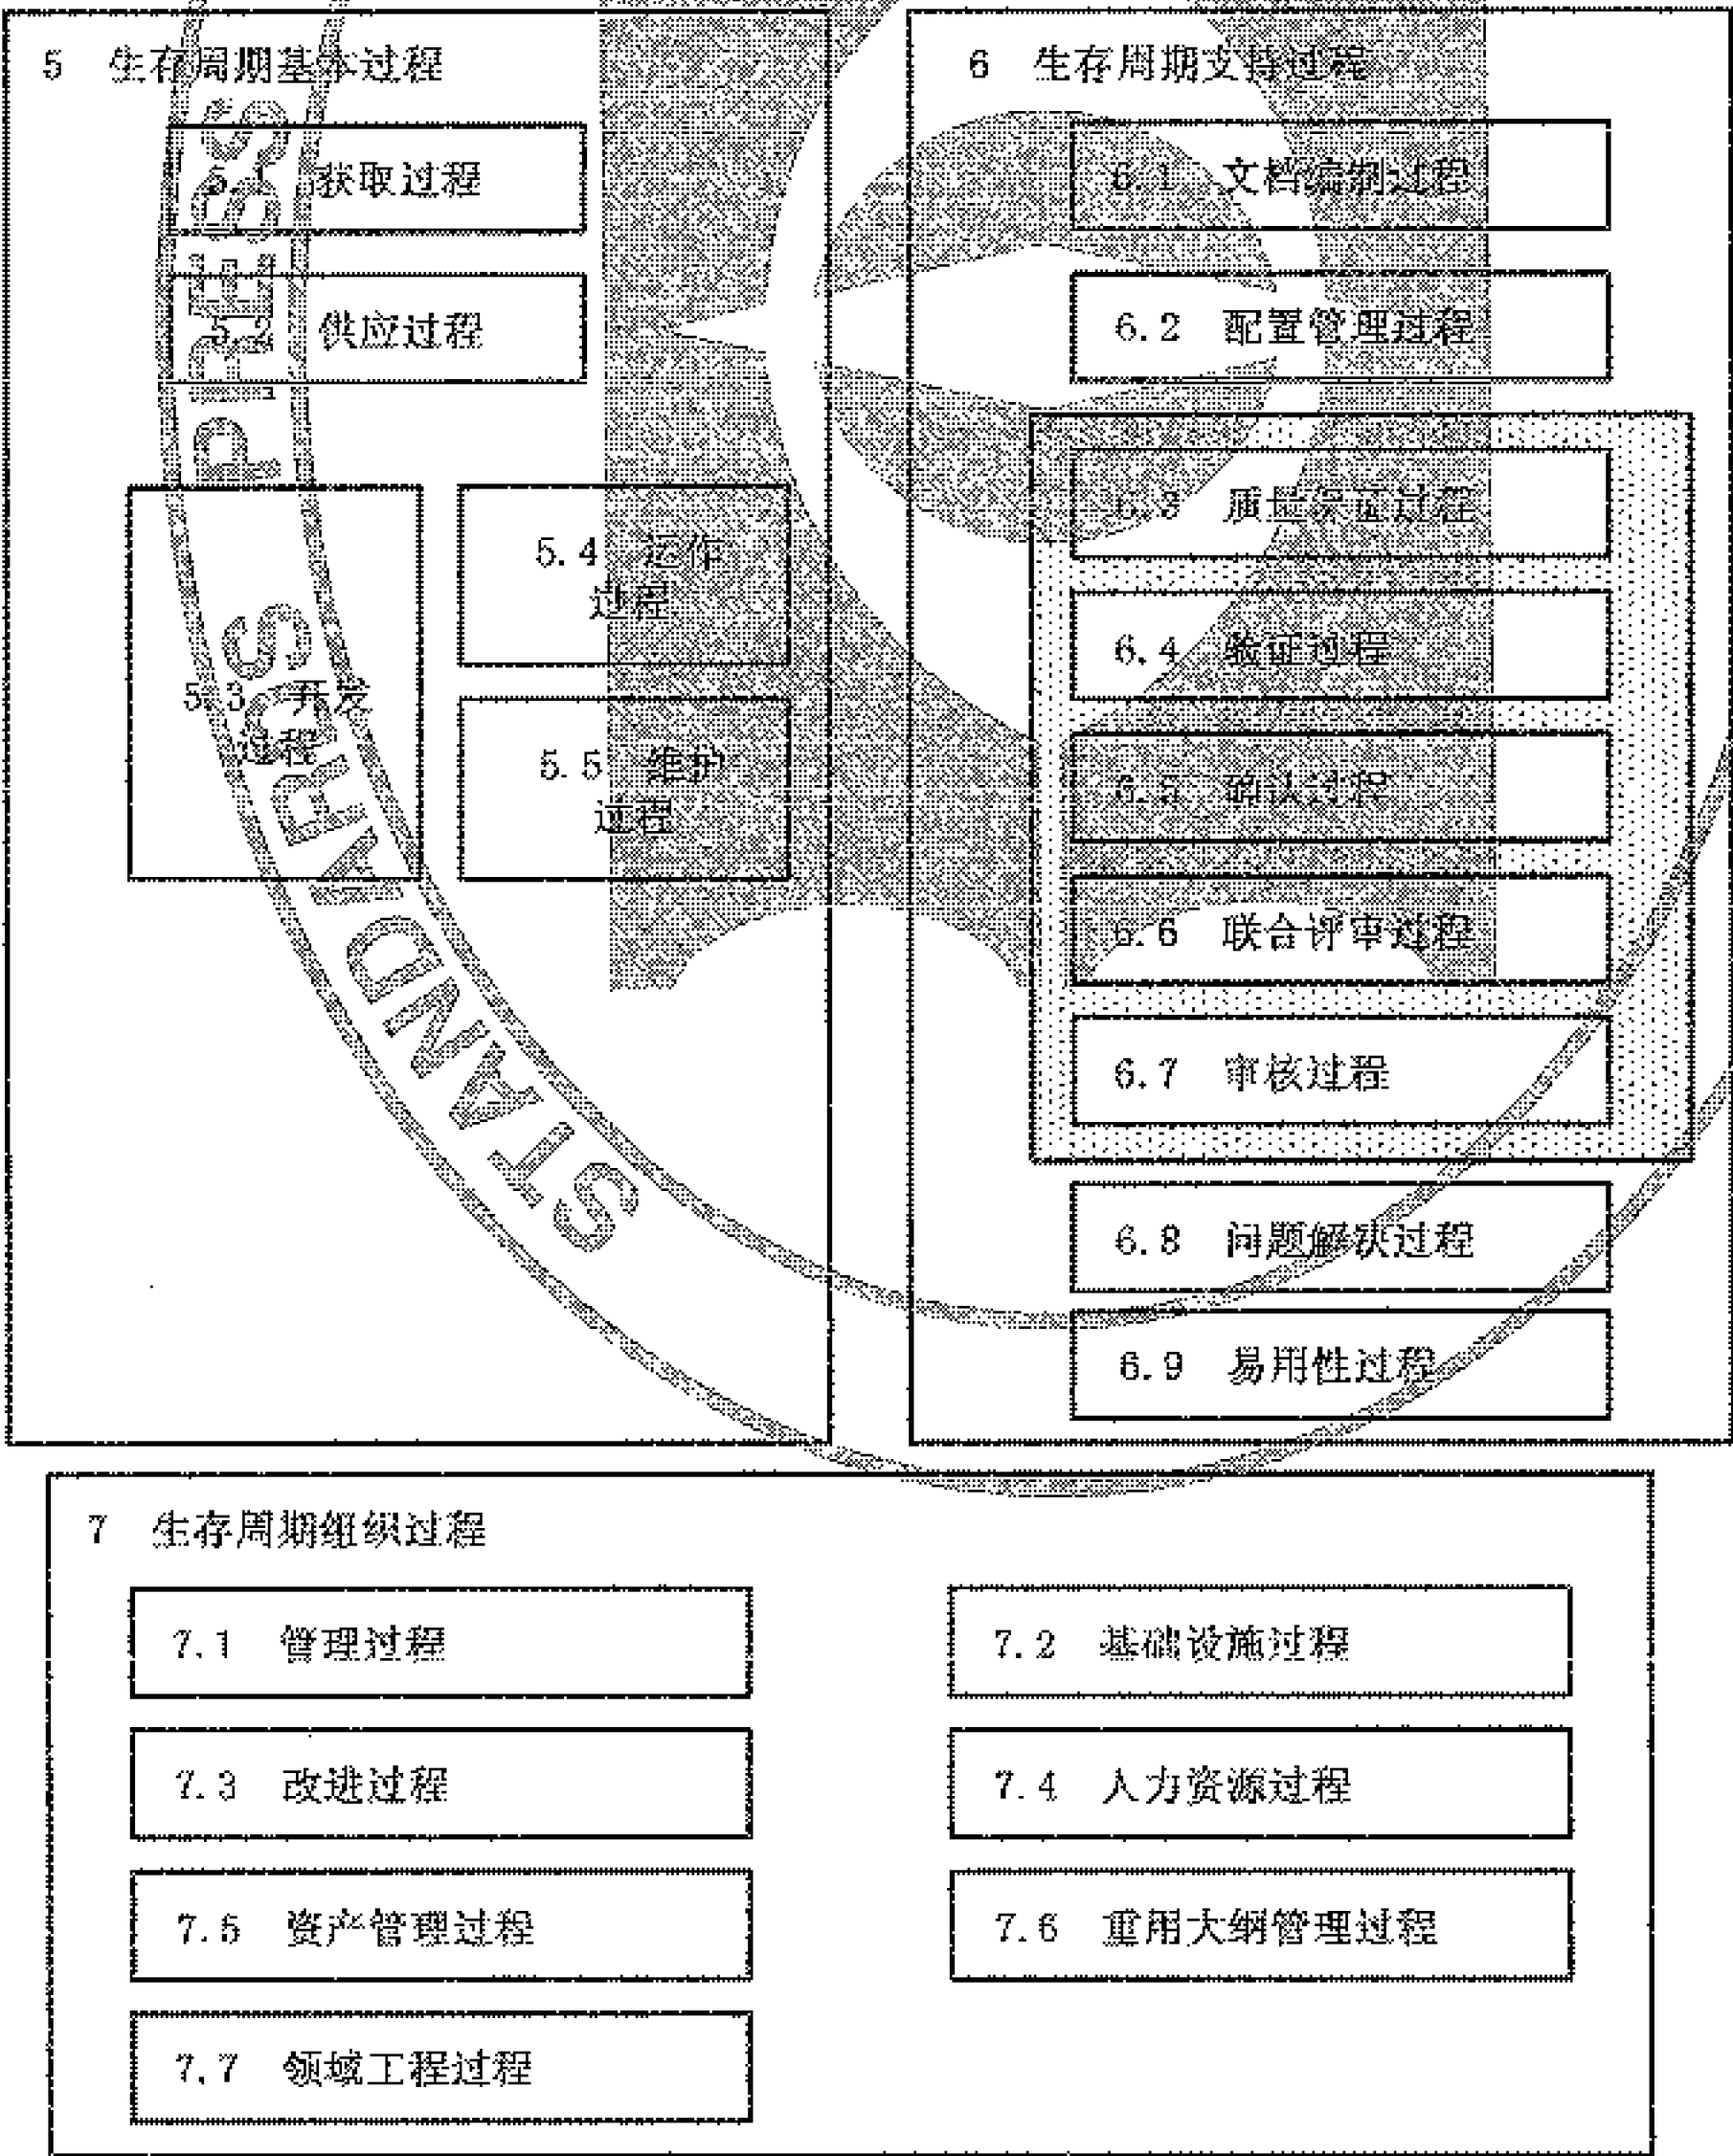 5 生存周期基本过程
5.1 获取过程
5.2 供应过程
5.3 开发
过程
5.4 运作
过程
5.5 维护
过程
6 生存周期支持过程
6.1 文档编制过程
6.2 配置管理过程
6.3 质量保证过程
6.4 验证过程
6.5 确认过程
6.6 联合评审过程
6.7 审核过程
6.8 问题解决过程
6.9 易用性过程
7 生存周期组织过程
7.1 管理过程
7.2 基础设施过程
7.3 改进过程
7.4 人力资源过程
7.5 资产管理过程
7.6 重用大纲管理过程
7.7 领域工程过程
STANDARDS PRESS